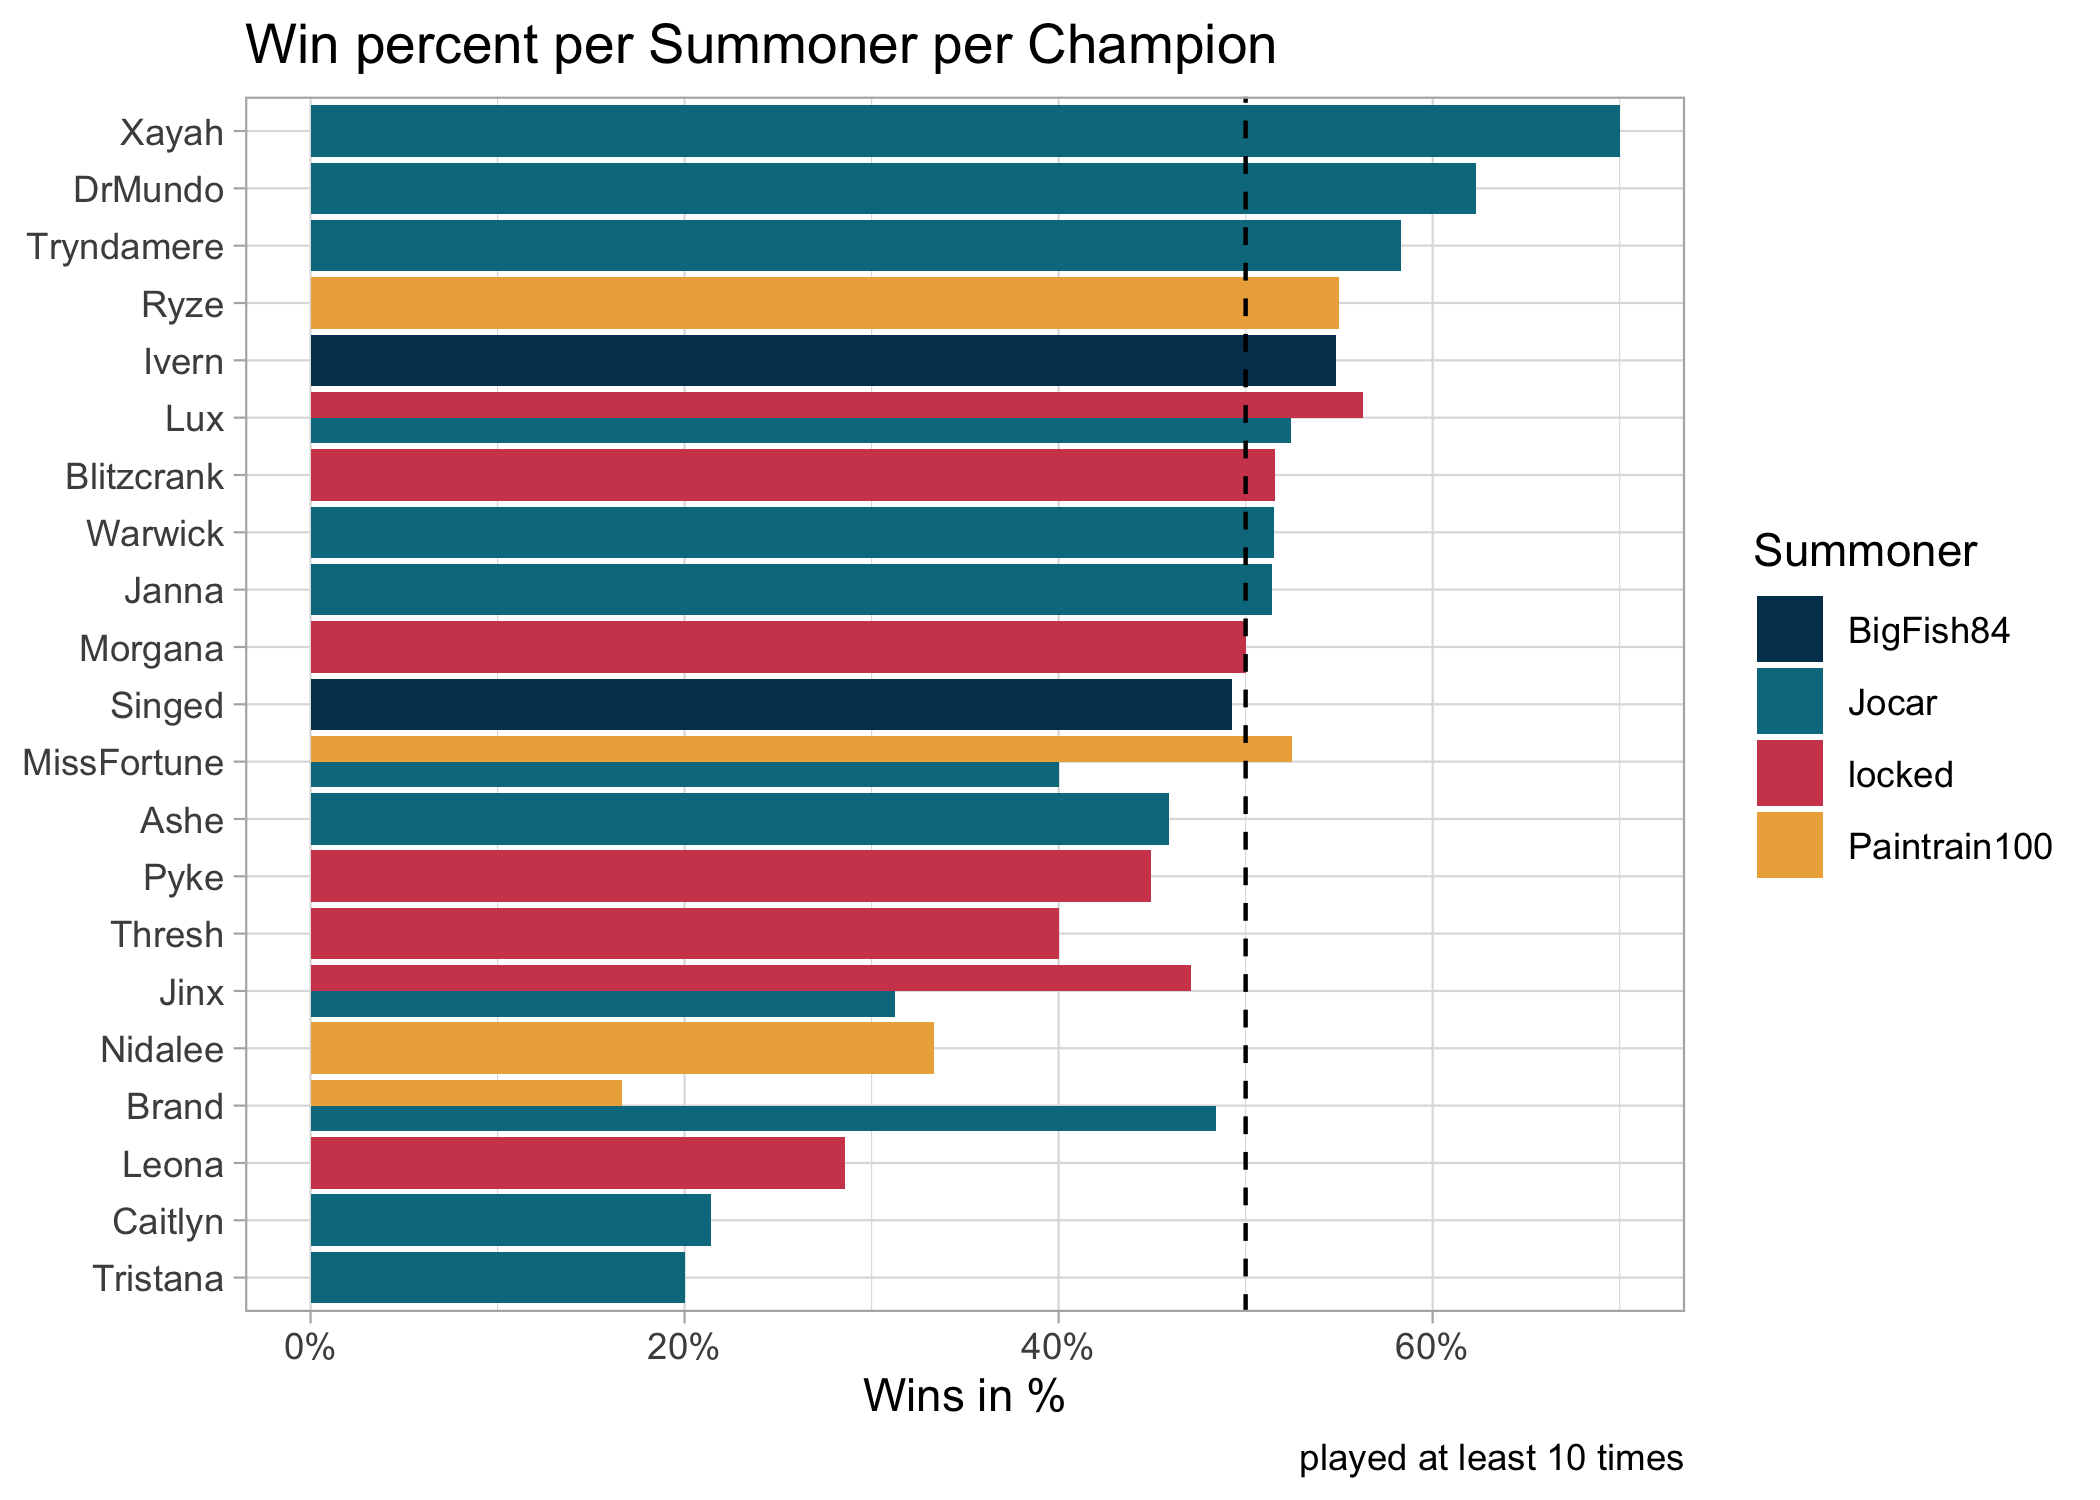 Win percent per Summoner per Champion
Xayah
DrMundo
Tryndamere
Ryze
Ivern
Lux
Blitzcrank
Warwick
Janna
Morgana
Singed
MissFortune
Ashe
Pyke
Thresh
Jinx
Nidalee
Brand
Leona
Caitlyn
Tristana
0% 20% 40% 60%
Wins in %
Summoner
BigFish84
Jocar
locked
Paintrain100
played at least 10 times